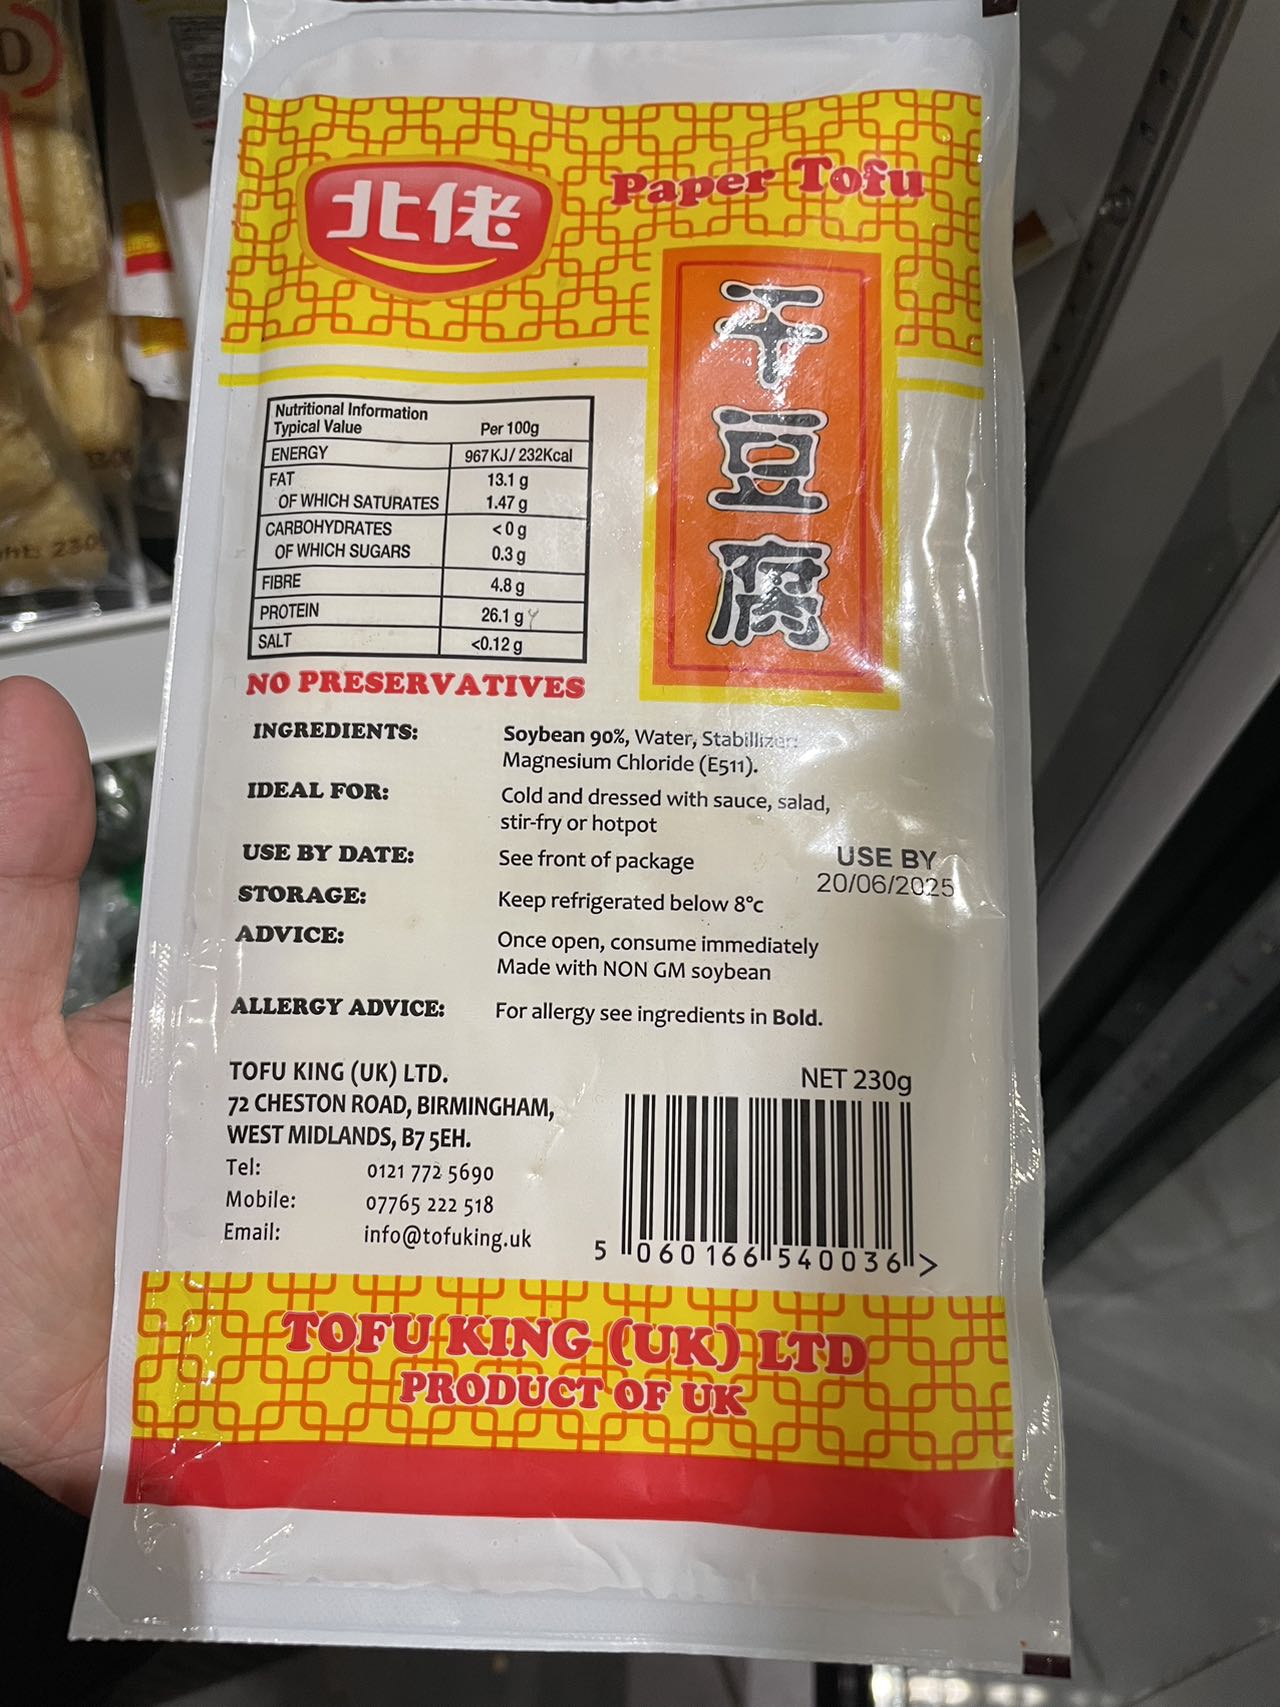 北佬
Paper Tofu
干豆腐
Nutritional Information
Typical Value Per 100g
ENERGY 967KJ/232Kcal
FAT 13.1 g
OF WHICH SATURATES 1.47 g
CARBOHYDRATES <0 g
OF WHICH SUGARS 0.3 g
FIBRE 4.8 g
PROTEIN 26.1 g
SALT <0.12 g
NO PRESERVATIVES
INGREDIENTS: Soybean 90%, Water, Stabillizer:
Magnesium Chloride (E511).
IDEAL FOR: Cold and dressed with sauce, salad,
stir-fry or hotpot
USE BY DATE: See front of package
USE BY
20/06/2025
STORAGE: Keep refrigerated below 8°c
ADVICE: Once open, consume immediately
Made with NON GM soybean
ALLERGY ADVICE: For allergy see ingredients in Bold.
TOFU KING (UK) LTD.
72 CHESTON ROAD, BIRMINGHAM,
WEST MIDLANDS, B7 5EH.
Tel: 0121 772 5690
Mobile: 07765 222 518
Email: info@tofuking.uk
NET 230g
5 060166 540036 >
TOFU KING (UK) LTD
PRODUCT OF UK